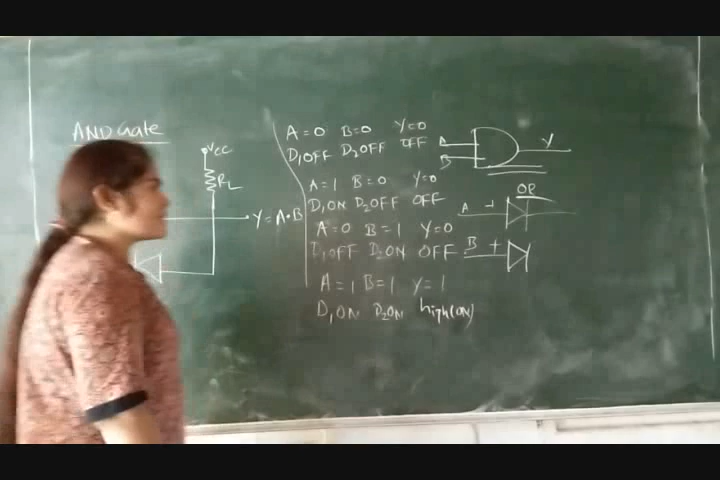 AND Gate
VCC
RL
Y = A • B
A = 0 B = 0 Y = 0
D1 OFF D2 OFF OFF
A = 1 B = 0 Y = 0
D1 ON D2 OFF OFF
A = 0 B = 1 Y = 0
D1 OFF D2 ON OFF
A = 1 B = 1 Y = 1
D1 ON D2 ON high (ON)
A
B
Y
OR
A +
B +